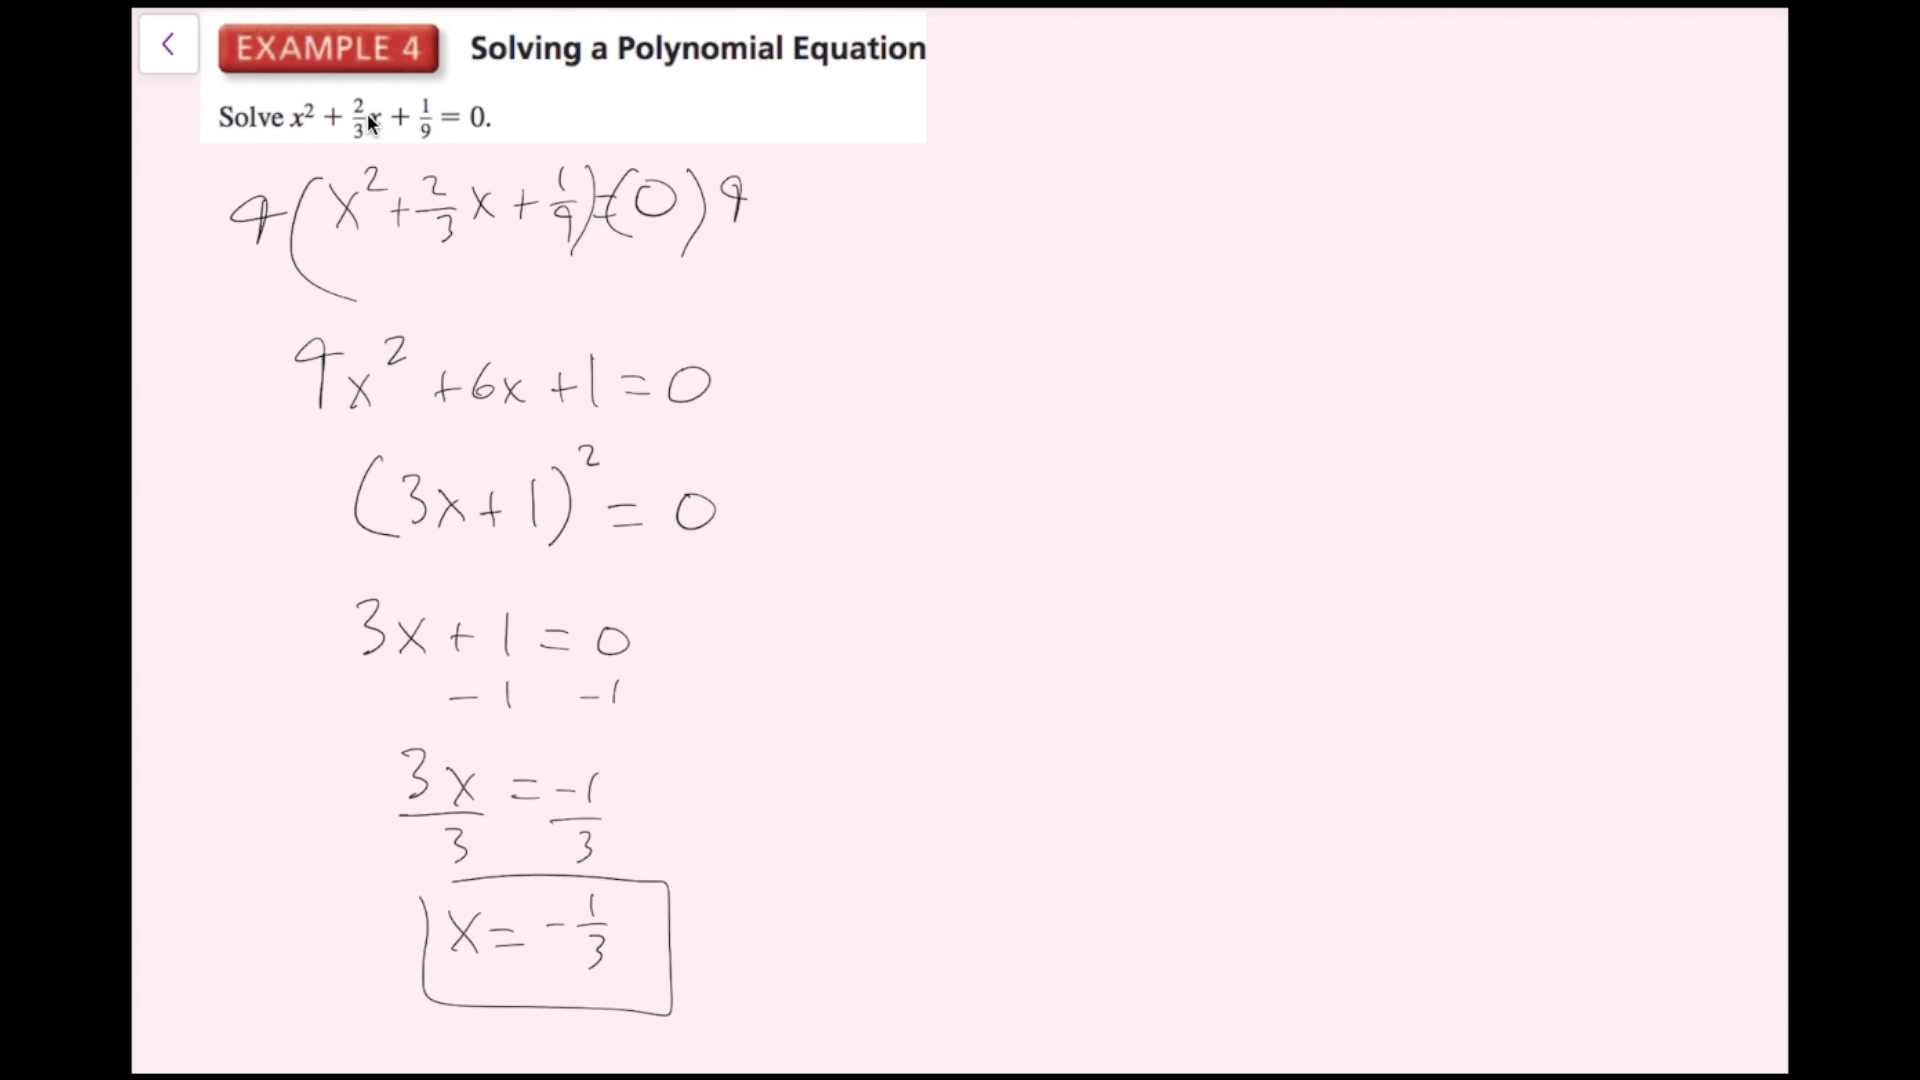 EXAMPLE 4 Solving a Polynomial Equation
Solve x² + 2/3x + 1/9 = 0.
9(x² + 2/3 x + 1/9) = (0)9
9x² + 6x + 1 = 0
(3x + 1)² = 0
3x + 1 = 0
- 1 -1
3x/3 = -1/3
x = - 1/3